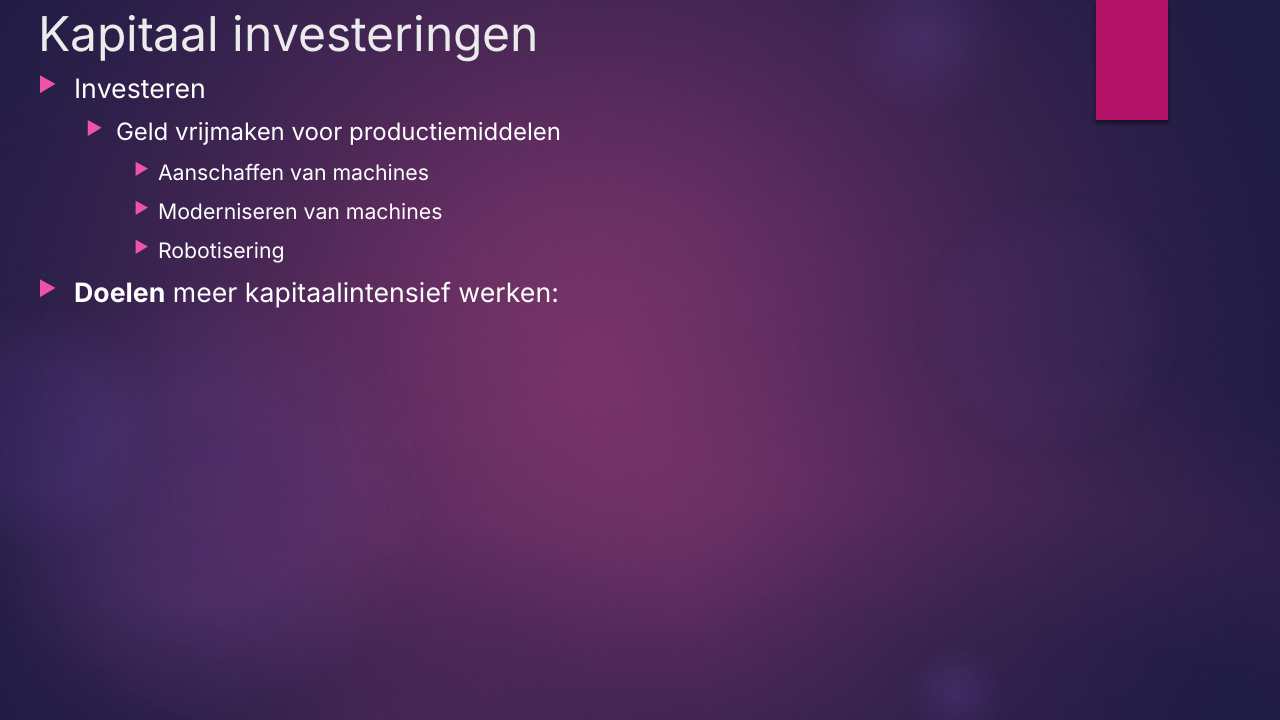 Kapitaal investeringen
Investeren
Geld vrijmaken voor productiemiddelen
Aanschaffen van machines
Moderniseren van machines
Robotisering
Doelen meer kapitaalintensief werken: